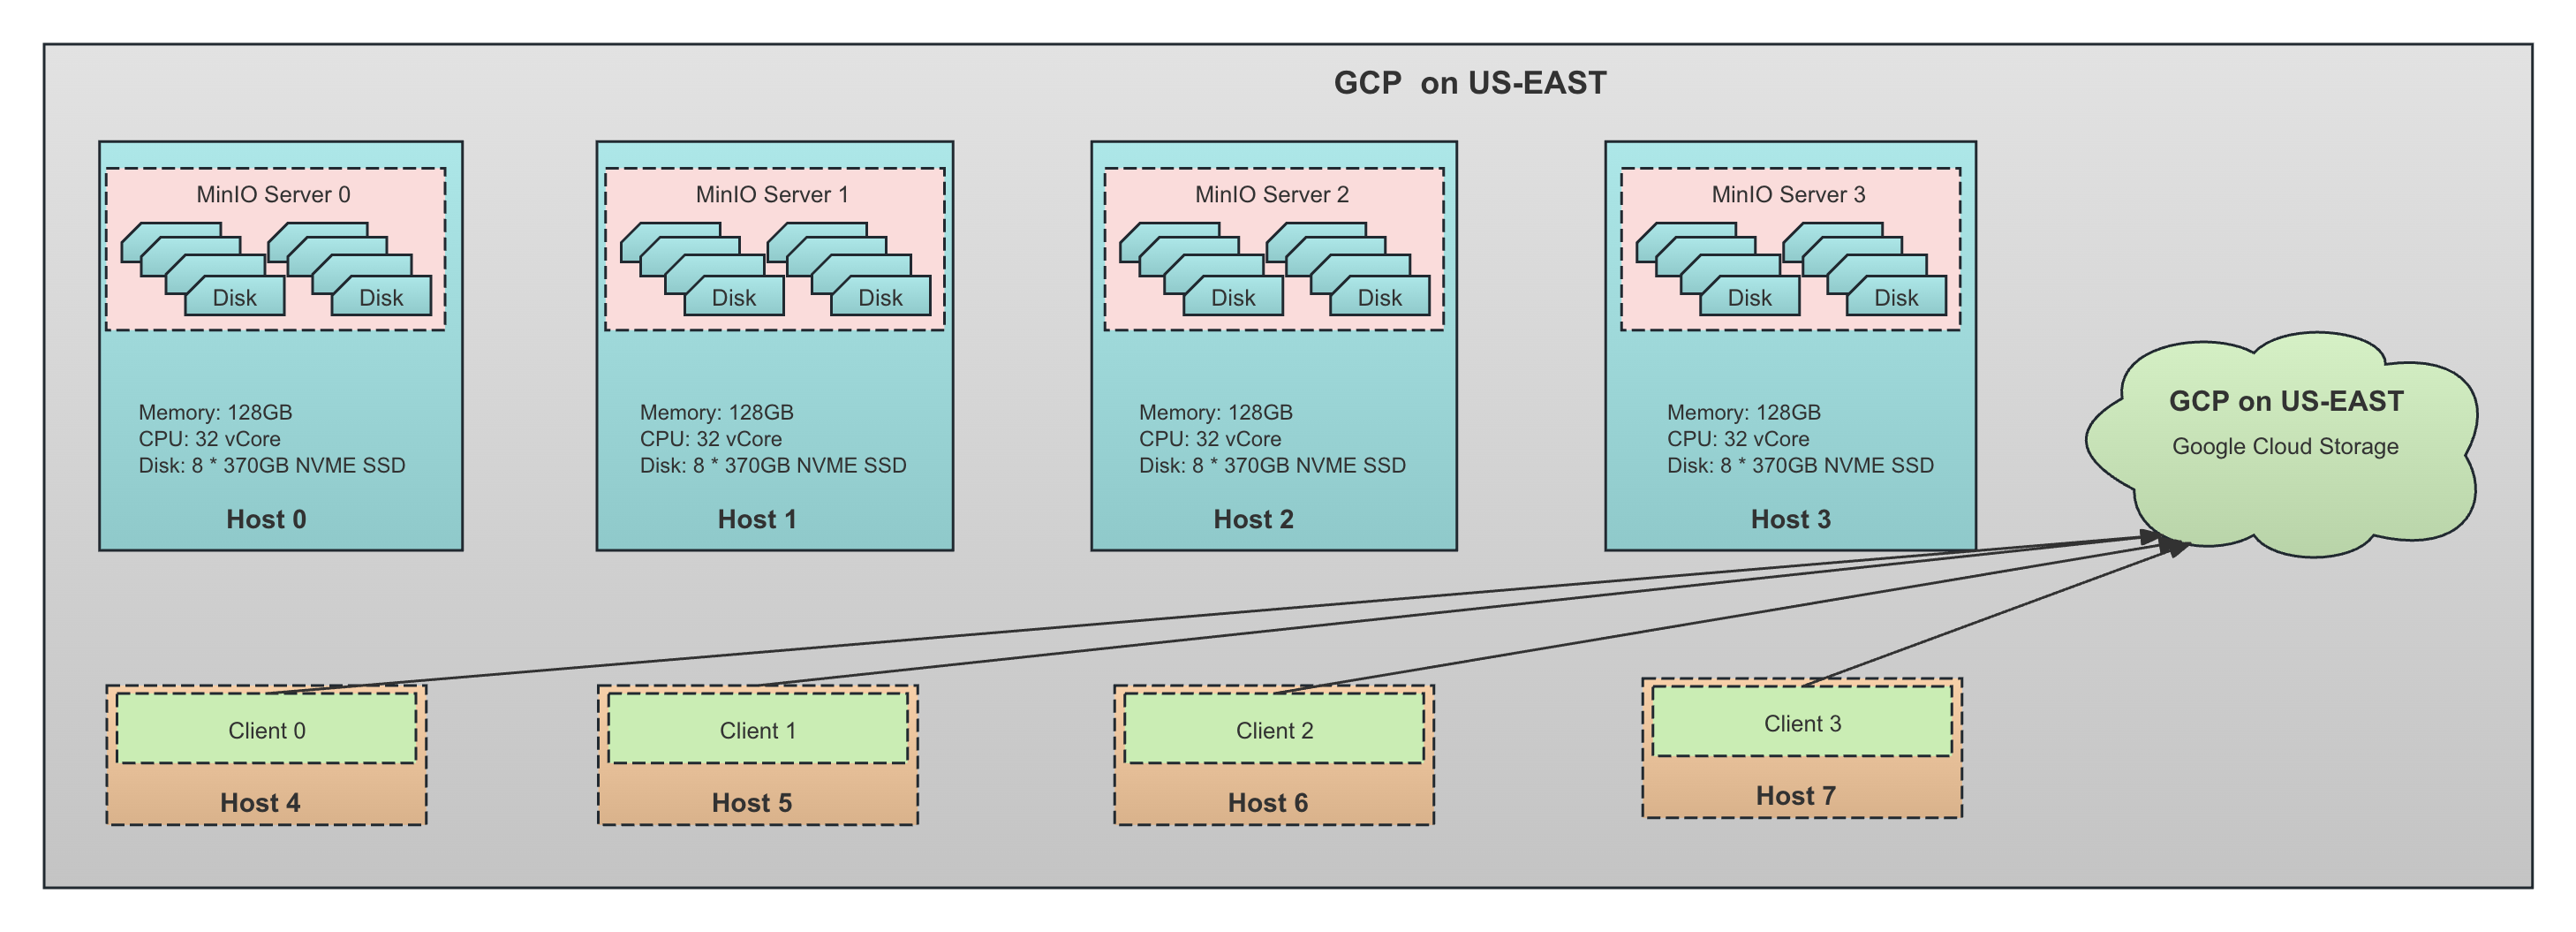 GCP  on US-EAST
MinIO Server 0
Disk
Disk
Memory: 128GB
CPU: 32 vCore
Disk: 8 * 370GB NVME SSD
Host 0
MinIO Server 1
Disk
Disk
Memory: 128GB
CPU: 32 vCore
Disk: 8 * 370GB NVME SSD
Host 1
MinIO Server 2
Disk
Disk
Memory: 128GB
CPU: 32 vCore
Disk: 8 * 370GB NVME SSD
Host 2
MinIO Server 3
Disk
Disk
Memory: 128GB
CPU: 32 vCore
Disk: 8 * 370GB NVME SSD
Host 3
GCP on US-EAST
Google Cloud Storage
Client 0
Host 4
Client 1
Host 5
Client 2
Host 6
Client 3
Host 7